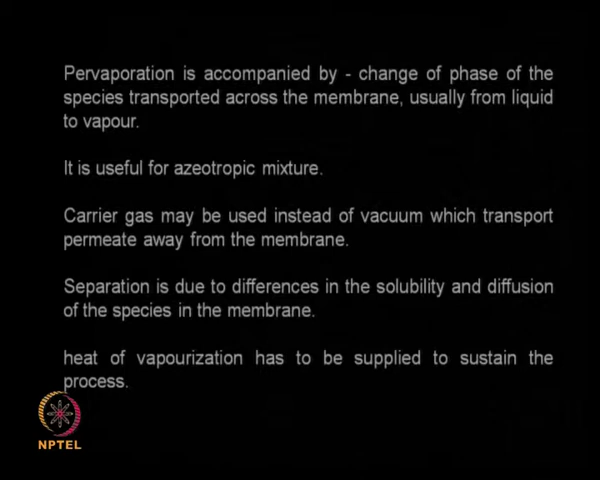 Pervaporation is accompanied by - change of phase of the
species transported across the membrane, usually from liquid
to vapour.
It is useful for azeotropic mixture.
Carrier gas may be used instead of vacuum which transport
permeate away from the membrane.
Separation is due to differences in the solubility and diffusion
of the species in the membrane.
heat of vapourization has to be supplied to sustain the
process.
NPTEL